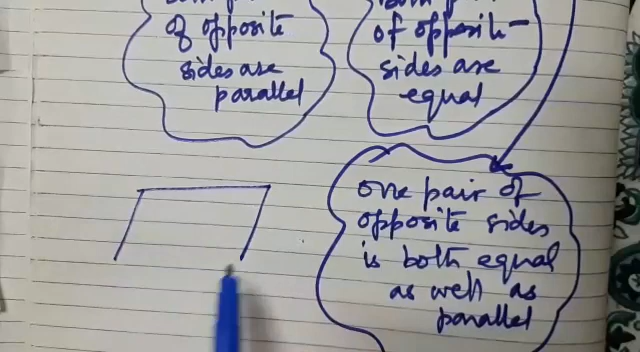 of opposite
sides are
parallel
of opposite
sides are
equal
one pair of
opposite sides
is both equal
as well as
parallel